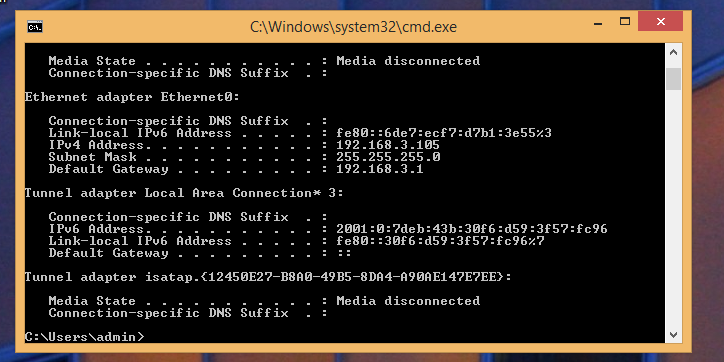 C:\Windows\system32\cmd.exe
Media State . . . . . . . . . . . : Media disconnected
Connection-specific DNS Suffix  . :
Ethernet adapter Ethernet0:
Connection-specific DNS Suffix  . :
Link-local IPv6 Address . . . . . : fe80::6de7:ecf7:d7b1:3e55%3
IPv4 Address. . . . . . . . . . . : 192.168.3.105
Subnet Mask . . . . . . . . . . . : 255.255.255.0
Default Gateway . . . . . . . . . : 192.168.3.1
Tunnel adapter Local Area Connection* 3:
Connection-specific DNS Suffix  . :
IPv6 Address. . . . . . . . . . . : 2001:0:7deb:43b:30f6:d59:3f57:fc96
Link-local IPv6 Address . . . . . : fe80::30f6:d59:3f57:fc96%7
Default Gateway . . . . . . . . . : ::
Tunnel adapter isatap.{12450E27-B8A0-49B5-8DA4-A90AE147E7EE}:
Media State . . . . . . . . . . . : Media disconnected
Connection-specific DNS Suffix  . :
C:\Users\admin>